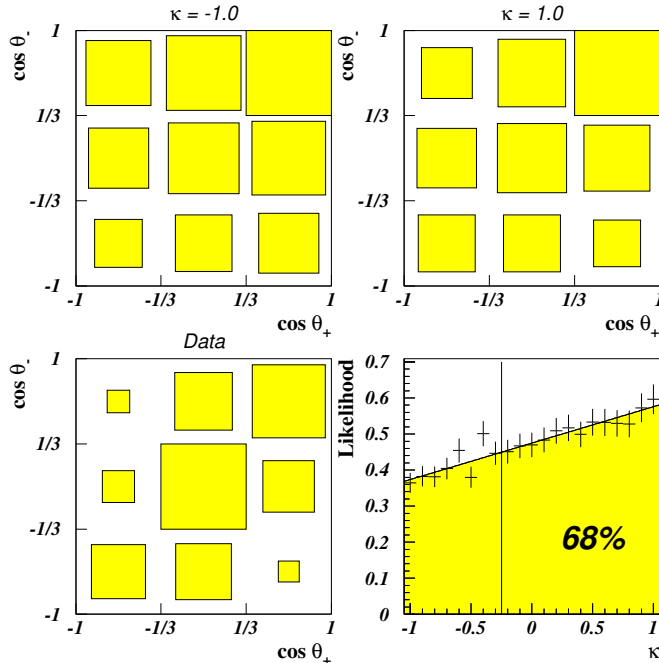 κ = -1.0
κ = 1.0
cos θ-
1
1/3
-1/3
-1
-1 -1/3 1/3 1
cos θ+
cos θ-
1
1/3
-1/3
-1
-1 -1/3 1/3 1
cos θ+
Data
cos θ-
1
1/3
-1/3
-1
-1 -1/3 1/3 1
cos θ+
Likelihood
0.7
0.6
0.5
0.4
0.3
0.2
0.1
0
68%
-1 -0.5 0 0.5 1
κ